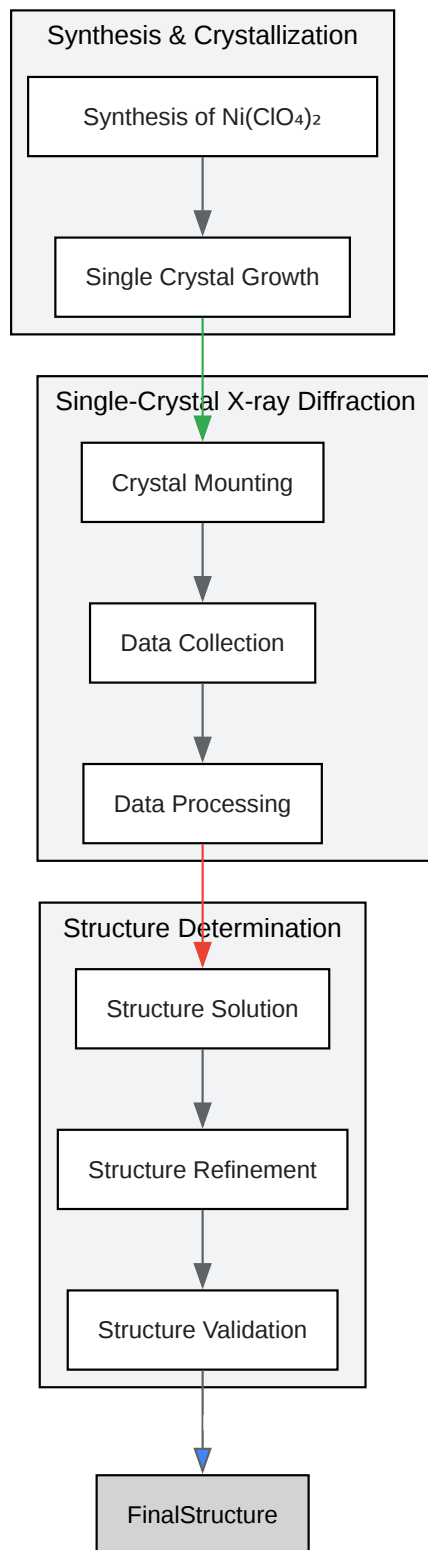 Synthesis & Crystallization
Synthesis of Ni(ClO₄)₂
Single Crystal Growth
Single-Crystal X-ray Diffraction
Crystal Mounting
Data Collection
Data Processing
Structure Determination
Structure Solution
Structure Refinement
Structure Validation
FinalStructure